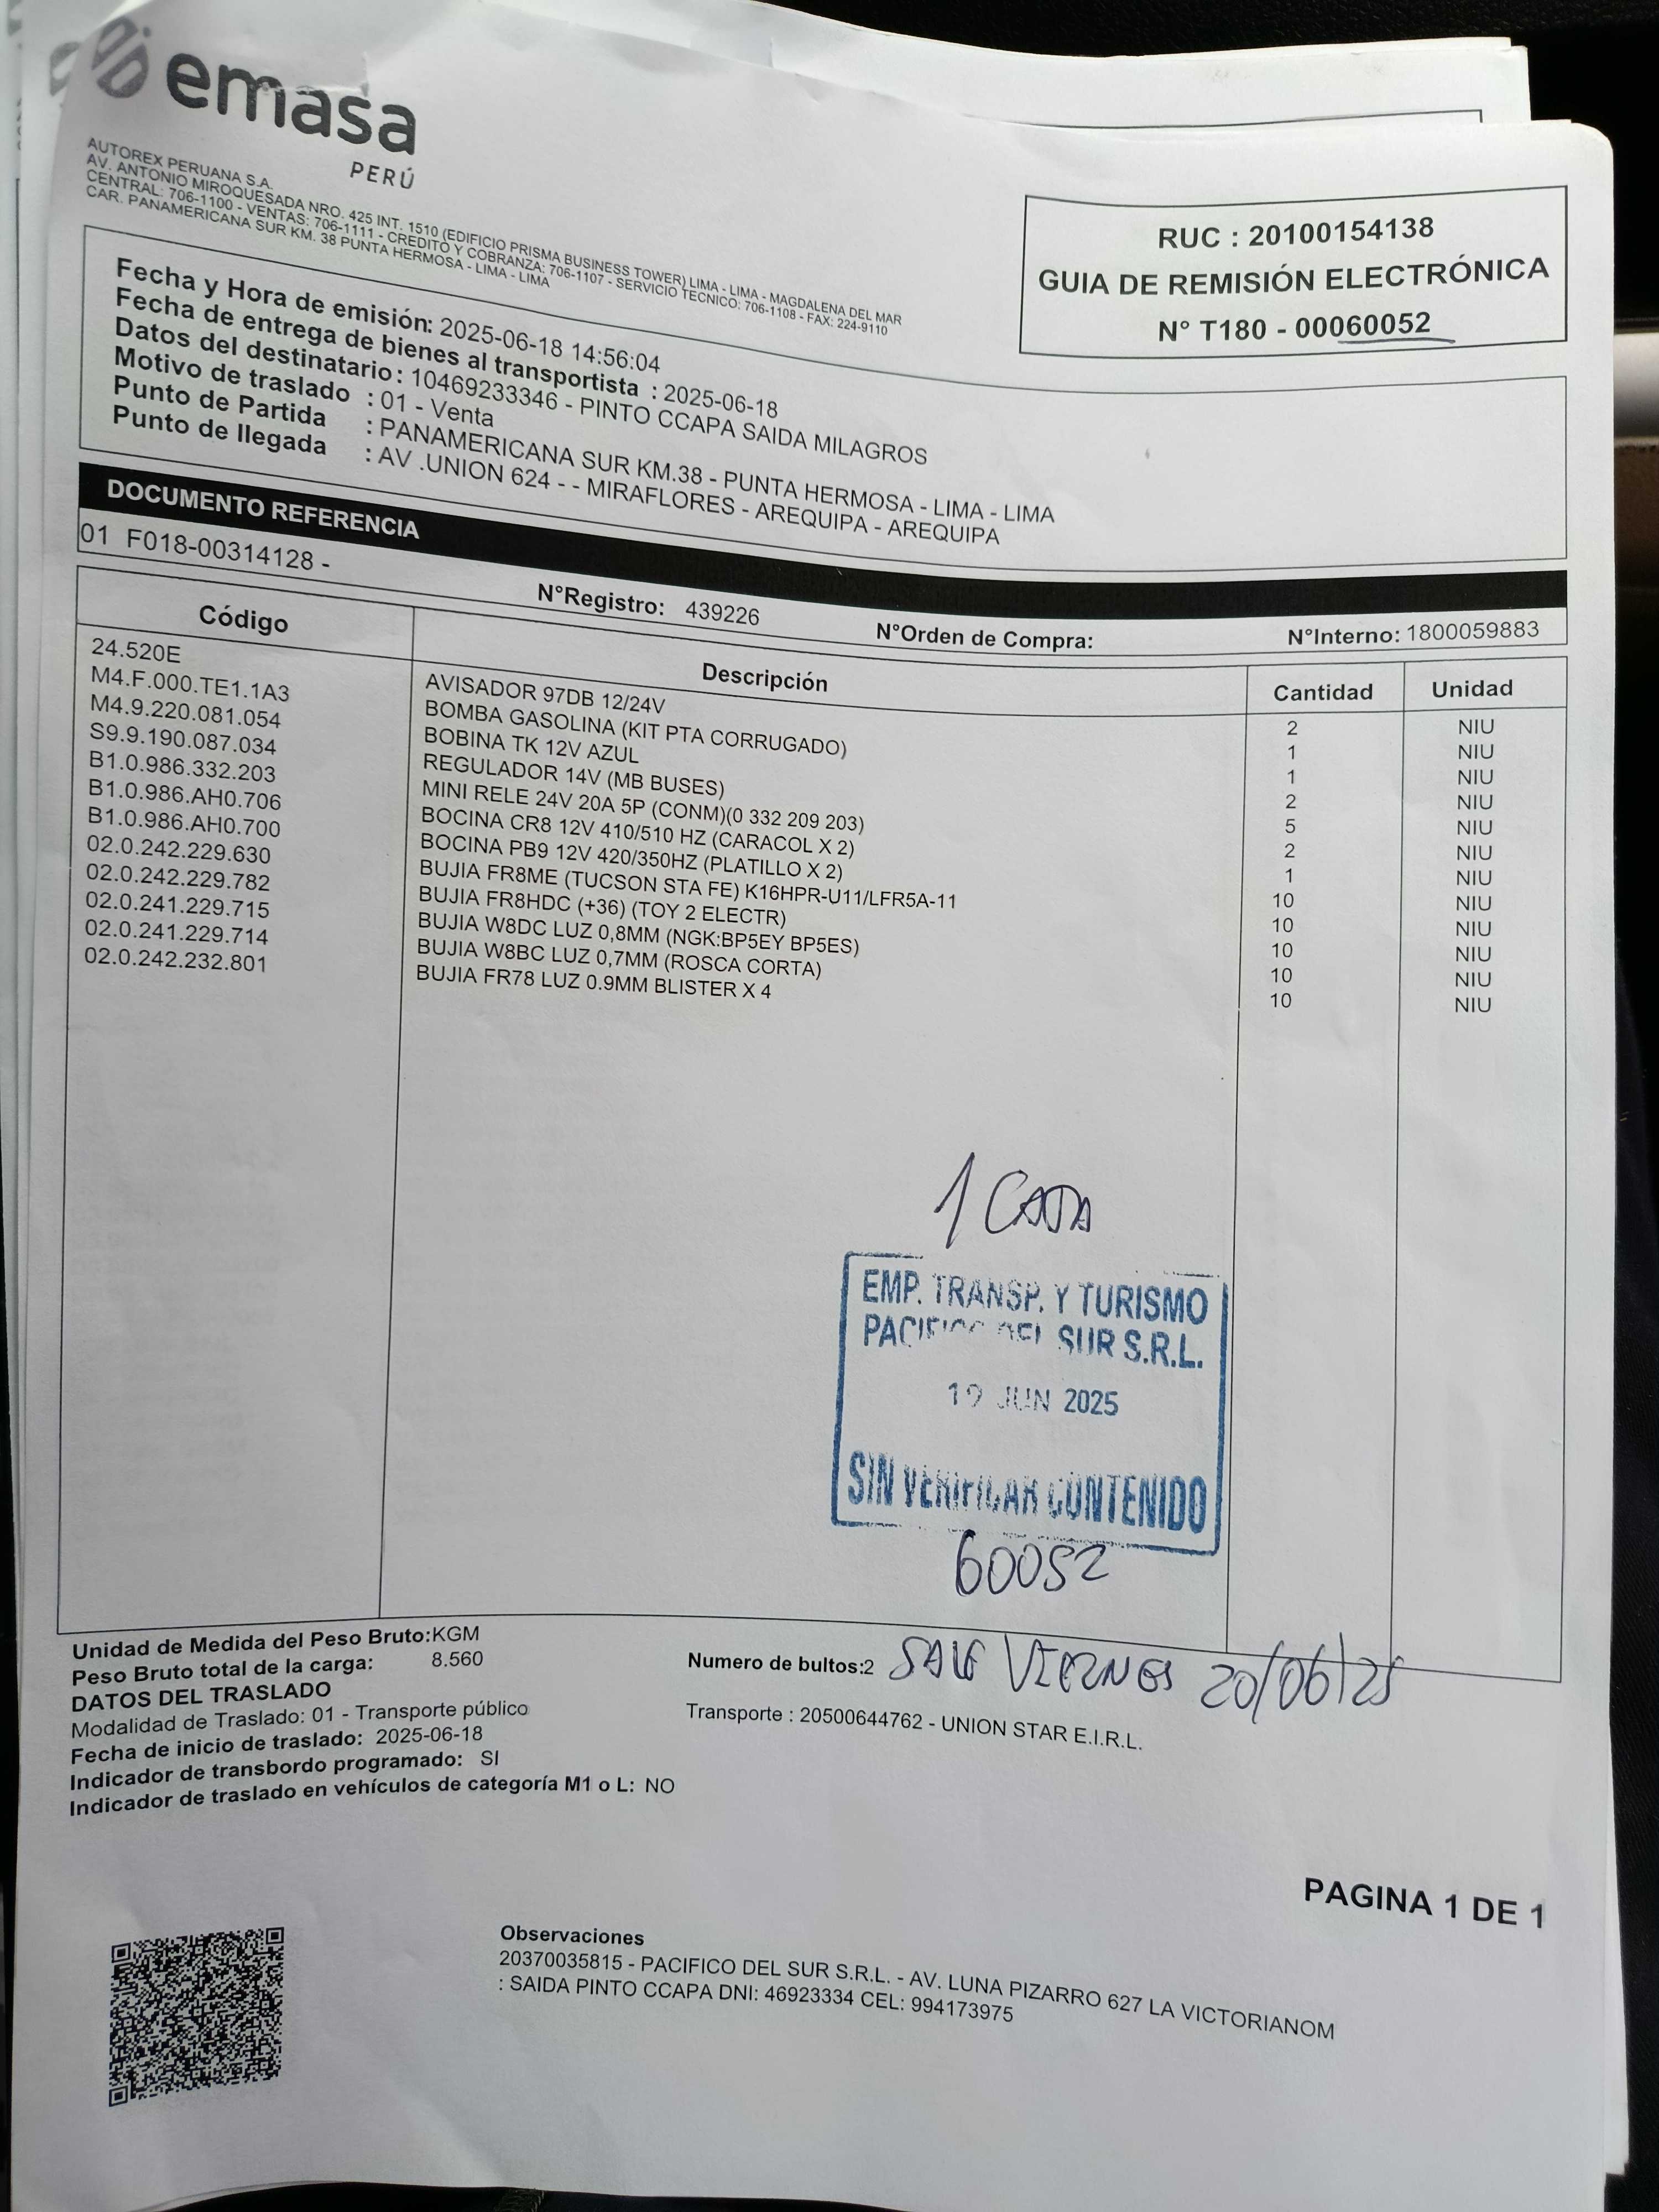 emasa
PERÚ
AUTOREX PERUANA S.A.
AV. ANTONIO MIROQUESADA NRO. 425 INT. 1510 (EDIFICIO PRISMA BUSINESS TOWER) LIMA - LIMA - MAGDALENA DEL MAR
CENTRAL: 706-1100 - VENTAS: 706-1111 - CREDITO Y COBRANZA: 706-1107 - SERVICIO TECNICO: 706-1108 - FAX: 224-9110
CAR. PANAMERICANA SUR KM. 38 PUNTA HERMOSA - LIMA - LIMA
RUC : 20100154138
GUIA DE REMISIÓN ELECTRÓNICA
N° T180 - 00060052
Fecha y Hora de emisión: 2025-06-18 14:56:04
Fecha de entrega de bienes al transportista : 2025-06-18
Datos del destinatario: 10469233346 - PINTO CCAPA SAIDA MILAGROS
Motivo de traslado : 01 - Venta
Punto de Partida : PANAMERICANA SUR KM.38 - PUNTA HERMOSA - LIMA - LIMA
Punto de llegada : AV .UNION 624 - - MIRAFLORES - AREQUIPA - AREQUIPA
DOCUMENTO REFERENCIA
01 F018-00314128 -
N°Registro: 439226 N°Orden de Compra: N°Interno: 1800059883
Código Descripción Cantidad Unidad
24.520E AVISADOR 97DB 12/24V 2 NIU
M4.F.000.TE1.1A3 BOMBA GASOLINA (KIT PTA CORRUGADO) 1 NIU
M4.9.220.081.054 BOBINA TK 12V AZUL 1 NIU
S9.9.190.087.034 REGULADOR 14V (MB BUSES) 2 NIU
B1.0.986.332.203 MINI RELE 24V 20A 5P (CONM)(0 332 209 203) 5 NIU
B1.0.986.AH0.706 BOCINA CR8 12V 410/510 HZ (CARACOL X 2) 2 NIU
B1.0.986.AH0.700 BOCINA PB9 12V 420/350HZ (PLATILLO X 2) 1 NIU
02.0.242.229.630 BUJIA FR8ME (TUCSON STA FE) K16HPR-U11/LFR5A-11 10 NIU
02.0.242.229.782 BUJIA FR8HDC (+36) (TOY 2 ELECTR) 10 NIU
02.0.241.229.715 BUJIA W8DC LUZ 0,8MM (NGK:BP5EY BP5ES) 10 NIU
02.0.241.229.714 BUJIA W8BC LUZ 0,7MM (ROSCA CORTA) 10 NIU
02.0.242.232.801 BUJIA FR78 LUZ 0.9MM BLISTER X 4 10 NIU
1 CAJA
EMP. TRANSP. Y TURISMO
PACIFICO DEL SUR S.R.L.
19 JUN 2025
SIN VERIFICAR CONTENIDO
60052
Unidad de Medida del Peso Bruto:KGM
Peso Bruto total de la carga: 8.560
Numero de bultos:2 SALE VIERNES 20/06/25
DATOS DEL TRASLADO
Modalidad de Traslado: 01 - Transporte público
Transporte : 20500644762 - UNION STAR E.I.R.L.
Fecha de inicio de traslado: 2025-06-18
Indicador de transbordo programado: SI
Indicador de traslado en vehículos de categoría M1 o L: NO
PAGINA 1 DE 1
Observaciones
20370035815 - PACIFICO DEL SUR S.R.L. - AV. LUNA PIZARRO 627 LA VICTORIANOM
: SAIDA PINTO CCAPA DNI: 46923334 CEL: 994173975